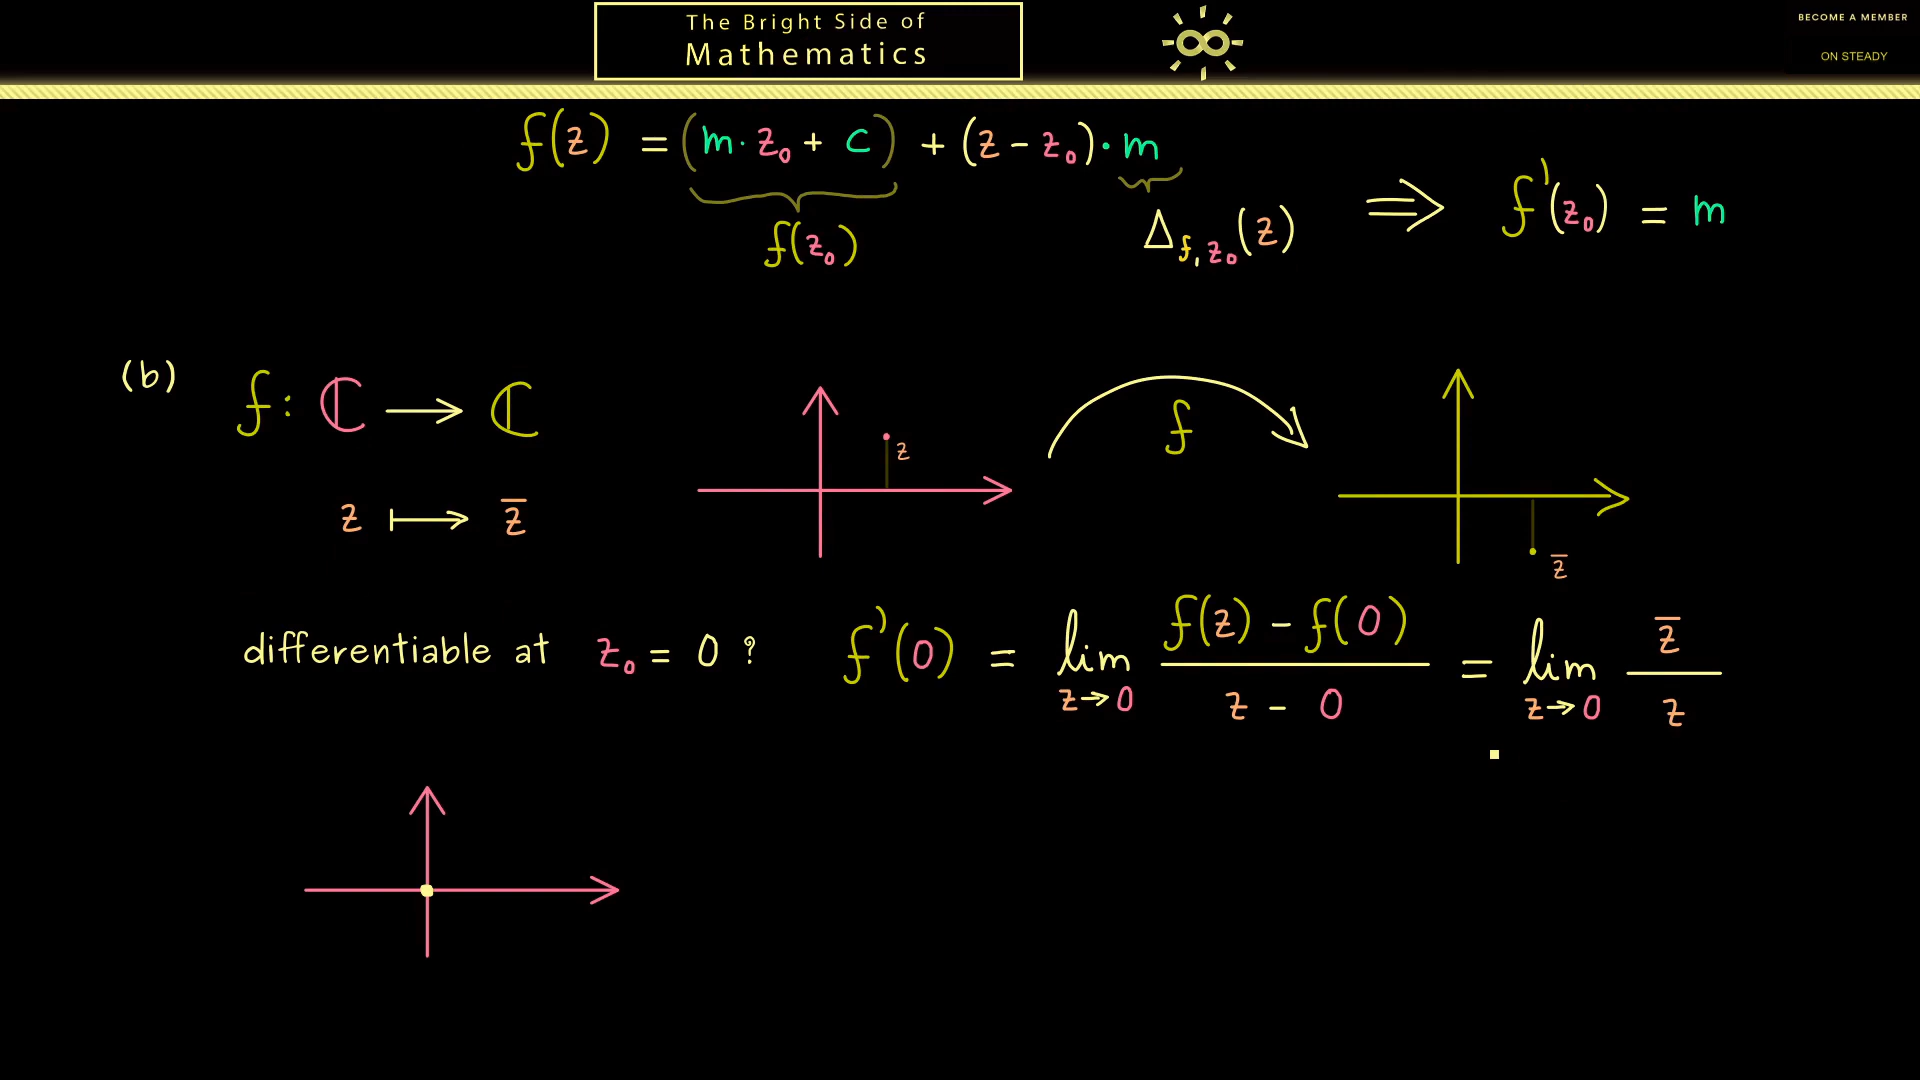 The Bright Side of
Mathematics
BECOME A MEMBER
ON STEADY
f(z) = (m · z₀ + c) + (z − z₀) · m
f(z₀)
Δ_{f, z₀}(z)
⟹ f'(z₀) = m
(b) f : ℂ ⟶ ℂ
z ⟼ z̅
z
f
z̅
differentiable at z₀ = 0 ? f'(0) = lim_{z→0} (f(z) − f(0))/(z − 0) = lim_{z→0} z̅/z